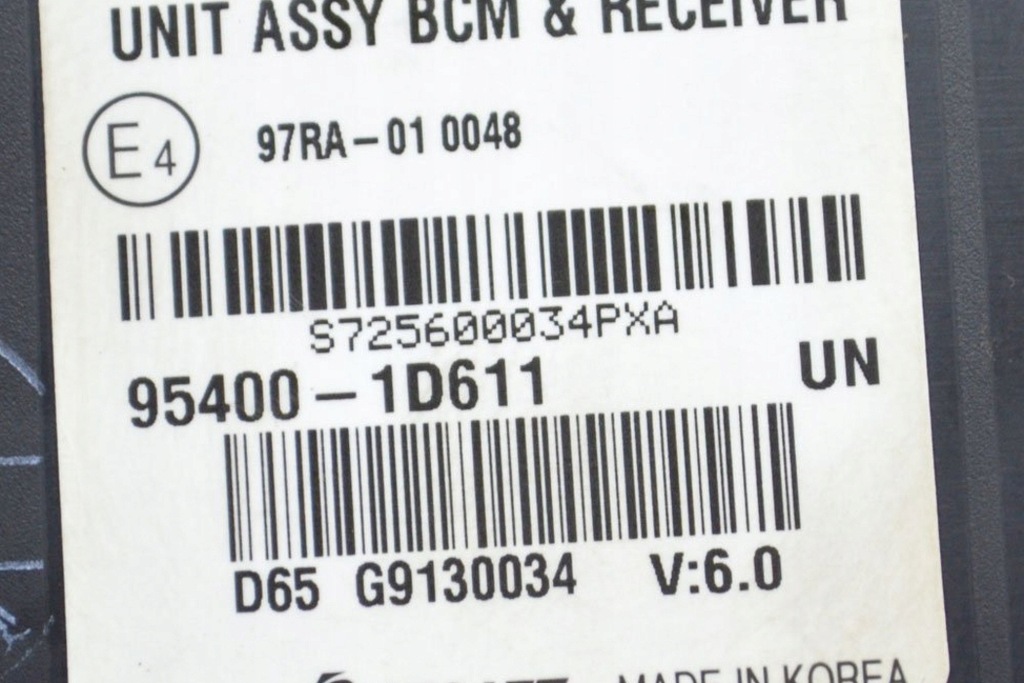 UNIT ASSY BCM & RECEIVER
E4 97RA-01 0048
S725600034PXA
95400-1D611 UN
D65 G9130034 V:6.0
MADE IN KOREA